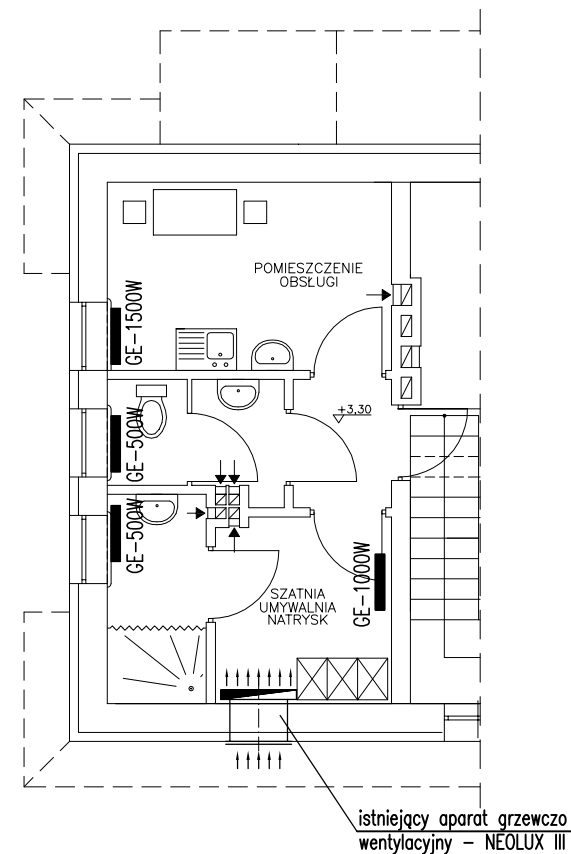 POMIESZCZENIE
OBSŁUGI
GE-1500W
GE-500W
+3,30
GE-500W
GE-1000W
SZATNIA
UMYWALNIA
NATRYSK
istniejący aparat grzewczo
wentylacyjny – NEOLUX III